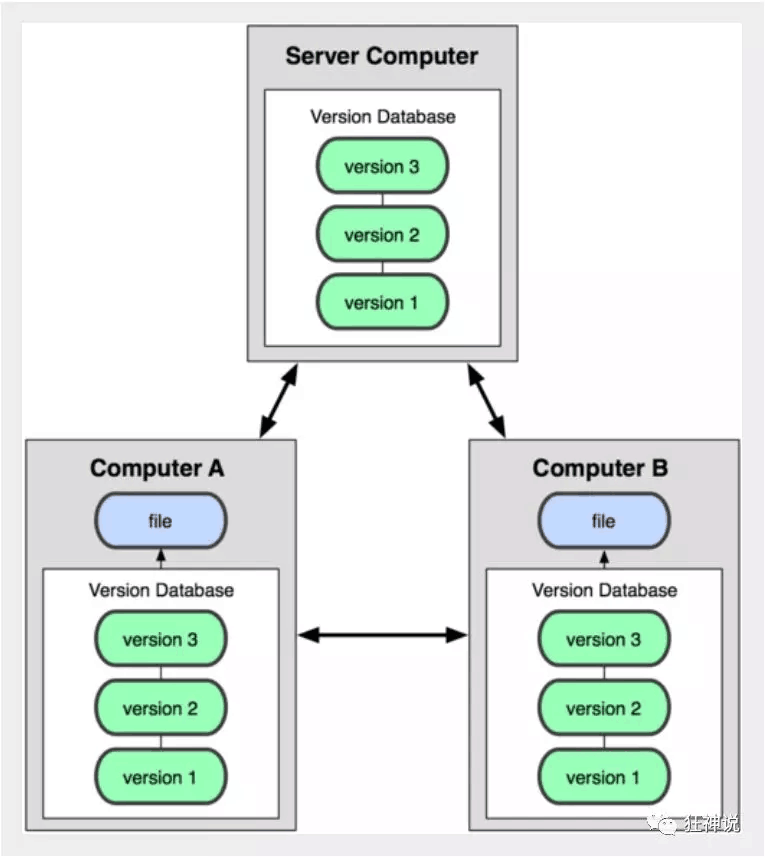 Server Computer
Version Database
version 3
version 2
version 1
Computer A
file
Version Database
version 3
version 2
version 1
Computer B
file
Version Database
version 3
version 2
version 1
狂神说